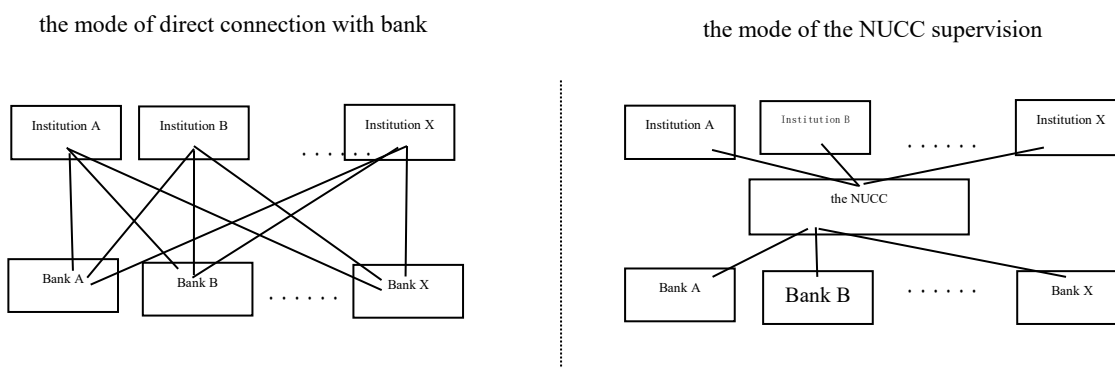 the mode of direct connection with bank
Institution A
Institution B
......
Institution X
Bank A
Bank B
......
Bank X
the mode of the NUCC supervision
Institution A
Institution B
......
Institution X
the NUCC
Bank A
Bank B
......
Bank X